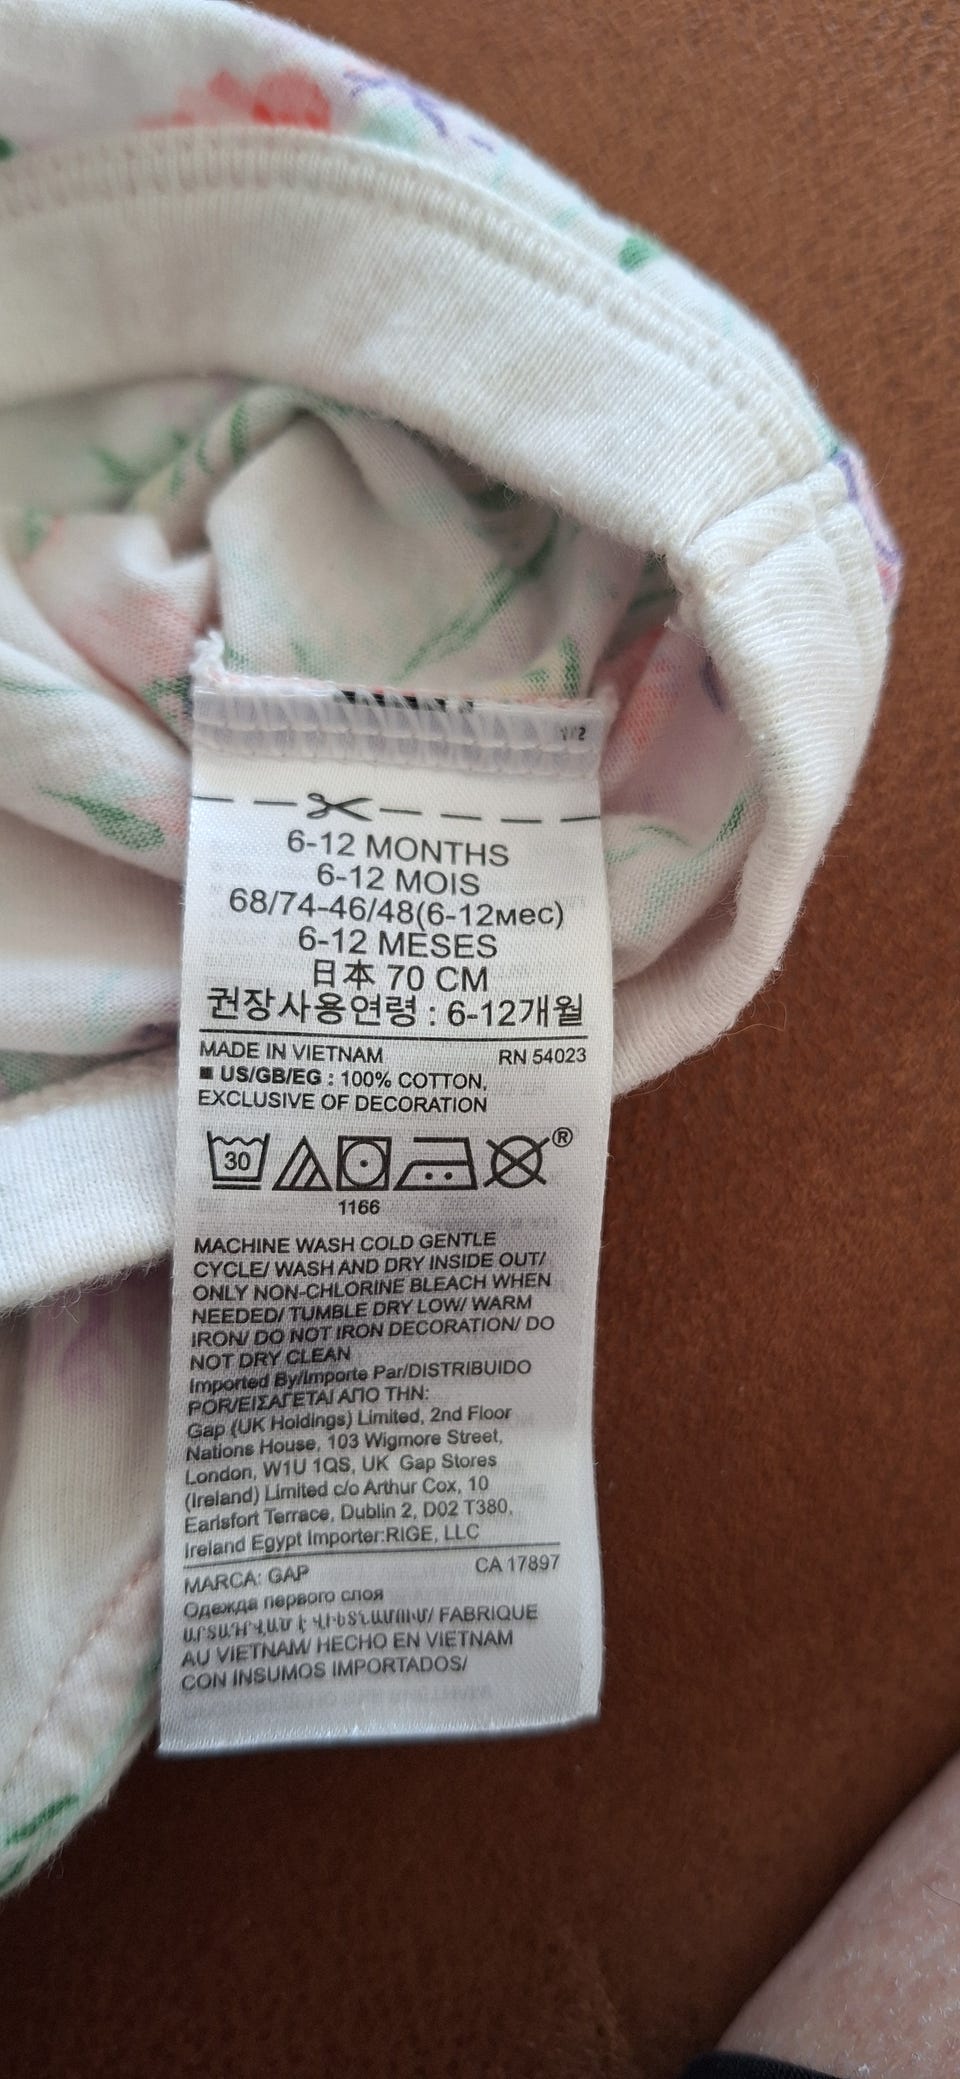 1/2
6-12 MONTHS
6-12 MOIS
68/74-46/48(6-12мес)
6-12 MESES
日本 70 CM
권장사용연령 : 6-12개월
MADE IN VIETNAM RN 54023
■ US/GB/EG : 100% COTTON,
EXCLUSIVE OF DECORATION
30 ®
1166
MACHINE WASH COLD GENTLE
CYCLE/ WASH AND DRY INSIDE OUT/
ONLY NON-CHLORINE BLEACH WHEN
NEEDED/ TUMBLE DRY LOW/ WARM
IRON/ DO NOT IRON DECORATION/ DO
NOT DRY CLEAN
Imported By/Importe Par/DISTRIBUIDO
POR/ΕΙΣΑΓΕΤΑΙ ΑΠΟ ΤΗΝ:
Gap (UK Holdings) Limited, 2nd Floor
Nations House, 103 Wigmore Street,
London, W1U 1QS, UK Gap Stores
(Ireland) Limited c/o Arthur Cox, 10
Earlsfort Terrace, Dublin 2, D02 T380,
Ireland Egypt Importer:RIGE, LLC
MARCA: GAP CA 17897
Одежда первого слоя
ԱՐՏԱԴՐՎԱԾ Է ՎԻԵՏՆԱՄՈՒՄ/ FABRIQUE
AU VIETNAM/ HECHO EN VIETNAM
CON INSUMOS IMPORTADOS/